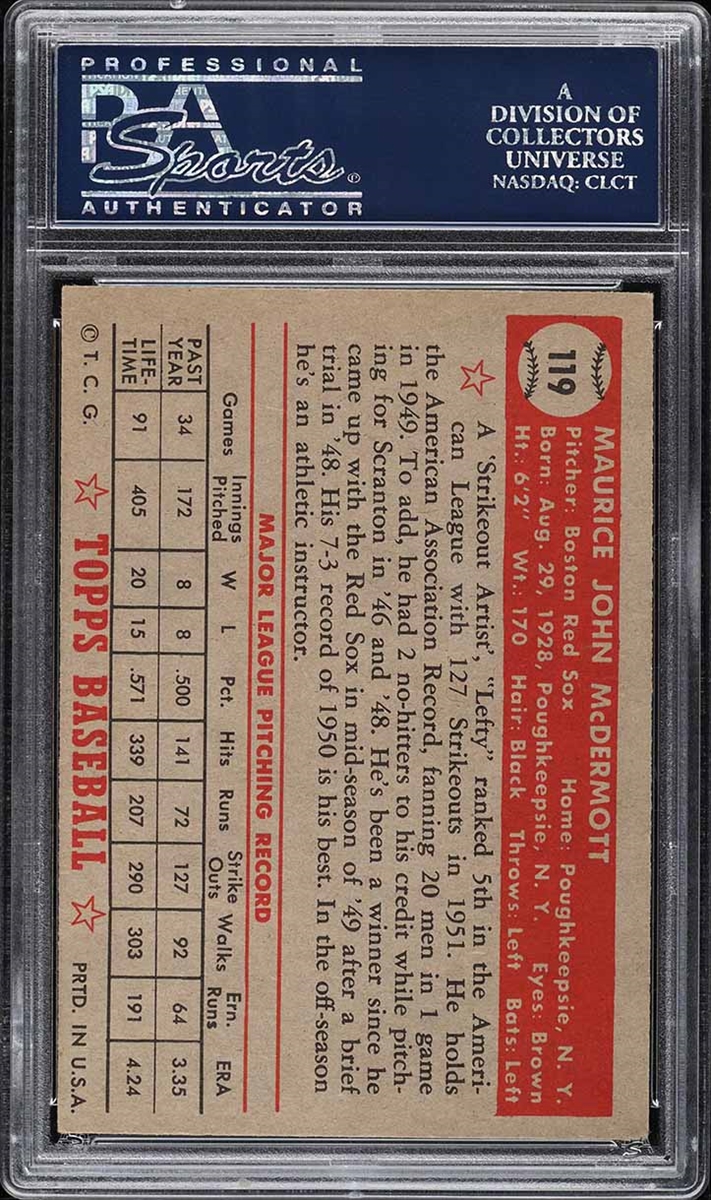 PROFESSIONAL
PSA
Sports®
AUTHENTICATOR
A
DIVISION OF
COLLECTORS
UNIVERSE
NASDAQ: CLCT
119
MAURICE JOHN McDERMOTT
Pitcher: Boston Red Sox Home: Poughkeepsie, N. Y.
Born: Aug. 29, 1928, Poughkeepsie, N. Y. Eyes: Brown
Ht.: 6'2" Wt.: 170 Hair: Black Throws: Left Bats: Left
A 'Strikeout Artist', "Lefty" ranked 5th in the Ameri-
can League with 127 Strikeouts in 1951. He holds
the American Association Record, fanning 20 men in 1 game
in 1949. To add, he had 2 no-hitters to his credit while pitch-
ing for Scranton in '46 and '48. He's been a winner since he
came up with the Red Sox in mid-season of '49 after a brief
trial in '48. His 7-3 record of 1950 is his best. In the off-season
he's an athletic instructor.
MAJOR LEAGUE PITCHING RECORD
Games Innings Pitched W L Pct. Hits Runs Strike Outs Walks Ern. Runs ERA
PAST YEAR 34 172 8 8 .500 141 72 127 92 64 3.35
LIFE-TIME 91 405 20 15 .571 339 207 290 303 191 4.24
© T. C. G. TOPPS BASEBALL PRTD. IN U.S.A.